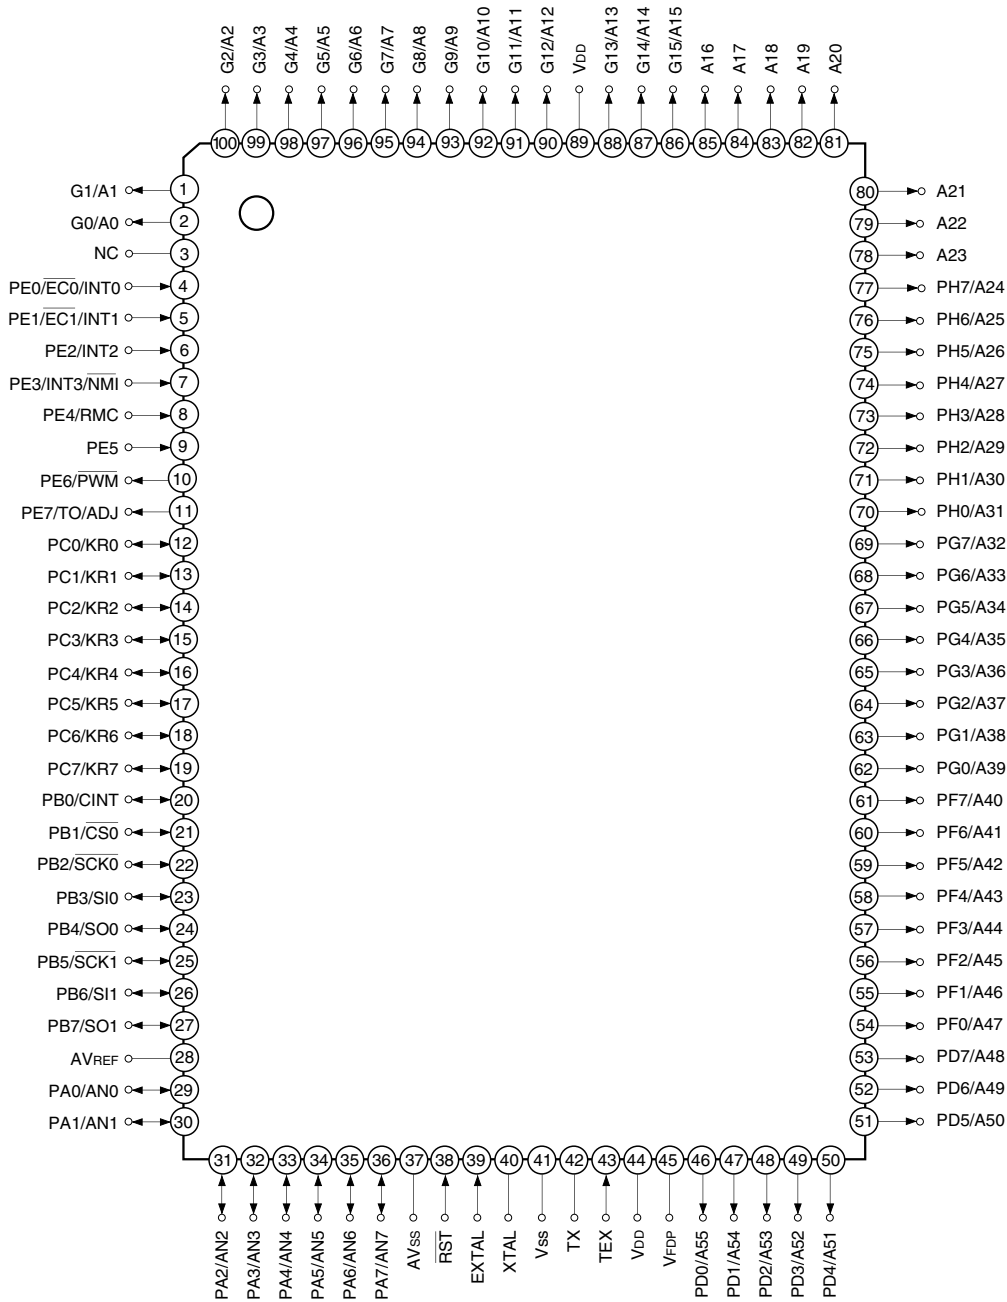 G2/A2
G3/A3
G4/A4
G5/A5
G6/A6
G7/A7
G8/A8
G9/A9
G10/A10
G11/A11
G12/A12
VDD
G13/A13
G14/A14
G15/A15
A16
A17
A18
A19
A20
100 99 98 97 96 95 94 93 92 91 90 89 88 87 86 85 84 83 82 81
G1/A1 1
G0/A0 2
NC 3
PE0/E̅C̅0̅/INT0 4
PE1/E̅C̅1̅/INT1 5
PE2/INT2 6
PE3/INT3/N̅M̅I̅ 7
PE4/RMC 8
PE5 9
PE6/P̅W̅M̅ 10
PE7/TO/ADJ 11
PC0/KR0 12
PC1/KR1 13
PC2/KR2 14
PC3/KR3 15
PC4/KR4 16
PC5/KR5 17
PC6/KR6 18
PC7/KR7 19
PB0/CINT 20
PB1/C̅S̅0̅ 21
PB2/S̅C̅K̅0̅ 22
PB3/SI0 23
PB4/SO0 24
PB5/S̅C̅K̅1̅ 25
PB6/SI1 26
PB7/SO1 27
AVREF 28
PA0/AN0 29
PA1/AN1 30
80 A21
79 A22
78 A23
77 PH7/A24
76 PH6/A25
75 PH5/A26
74 PH4/A27
73 PH3/A28
72 PH2/A29
71 PH1/A30
70 PH0/A31
69 PG7/A32
68 PG6/A33
67 PG5/A34
66 PG4/A35
65 PG3/A36
64 PG2/A37
63 PG1/A38
62 PG0/A39
61 PF7/A40
60 PF6/A41
59 PF5/A42
58 PF4/A43
57 PF3/A44
56 PF2/A45
55 PF1/A46
54 PF0/A47
53 PD7/A48
52 PD6/A49
51 PD5/A50
31 32 33 34 35 36 37 38 39 40 41 42 43 44 45 46 47 48 49 50
PA2/AN2
PA3/AN3
PA4/AN4
PA5/AN5
PA6/AN6
PA7/AN7
AVss
R̅S̅T̅
EXTAL
XTAL
Vss
TX
TEX
VDD
VFDP
PD0/A55
PD1/A54
PD2/A53
PD3/A52
PD4/A51